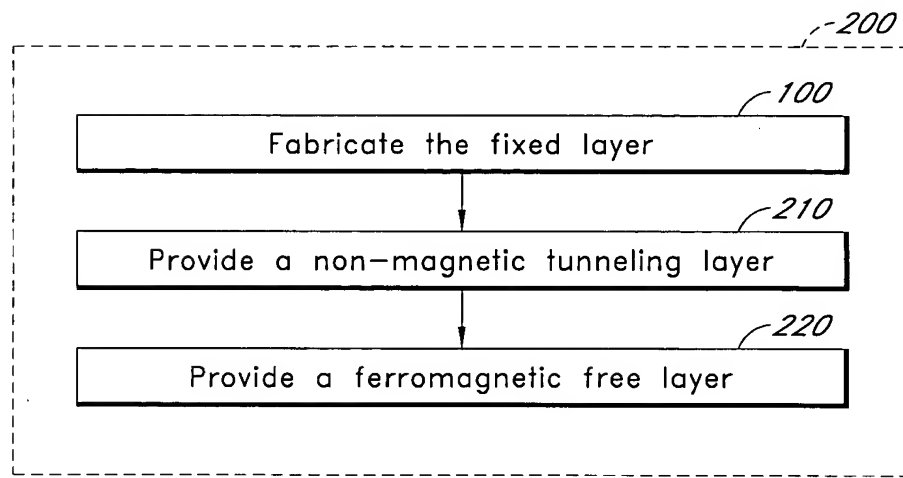 200
100
Fabricate the fixed layer
210
Provide a non-magnetic tunneling layer
220
Provide a ferromagnetic free layer